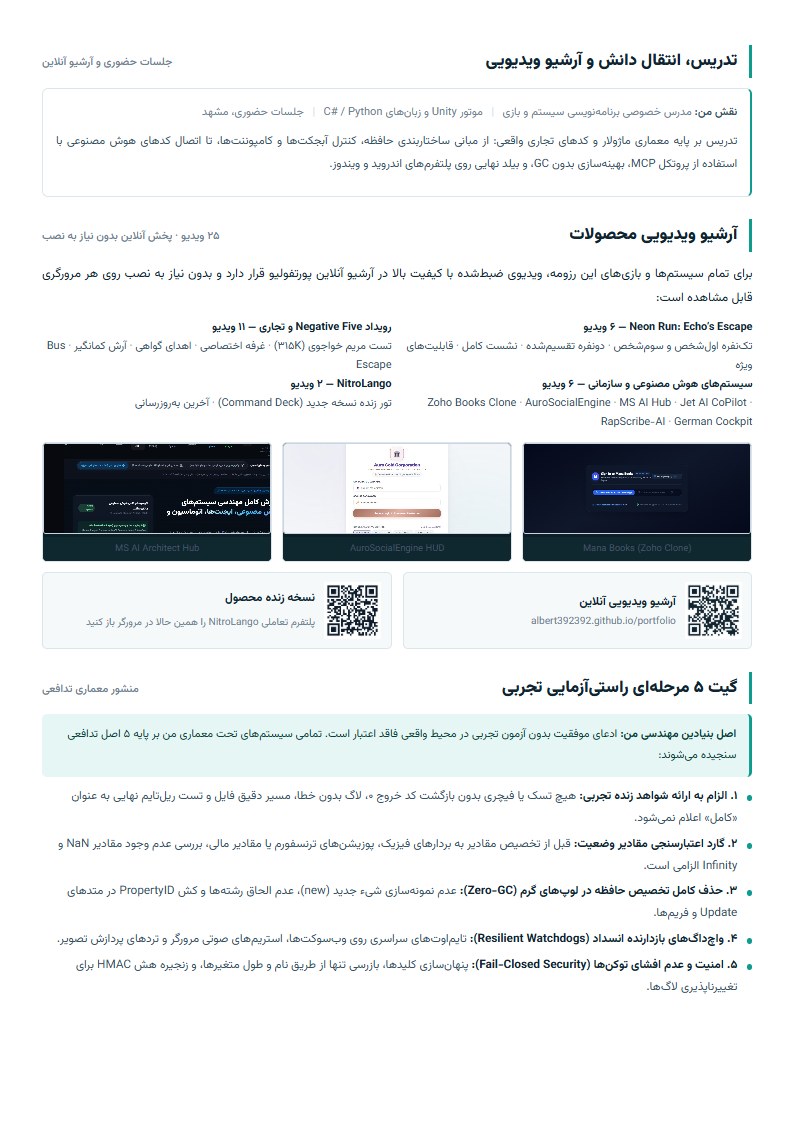 تدریس، انتقال دانش و آرشیو ویدیویی
جلسات حضوری و آرشیو آنلاین
نقش من: مدرس خصوصی برنامه‌نویسی سیستم و بازی | موتور Unity و زبان‌های C# / Python | جلسات حضوری، مشهد
تدریس بر پایه معماری ماژولار و کدهای تجاری واقعی: از مبانی ساختاربندی حافظه، کنترل آبجکت‌ها و کامپوننت‌ها، تا اتصال کدهای هوش مصنوعی با
استفاده از پروتکل MCP، بهینه‌سازی بدون GC، و بیلد نهایی روی پلتفرم‌های اندروید و ویندوز.
آرشیو ویدیویی محصولات
۲۵ ویدیو · پخش آنلاین بدون نیاز به نصب
برای تمام سیستم‌ها و بازی‌های این رزومه، ویدیوی ضبط‌شده با کیفیت بالا در آرشیو آنلاین پورتفولیو قرار دارد و بدون نیاز به نصب روی هر مرورگری
قابل مشاهده است:
Neon Run: Echo’s Escape — ۶ ویدیو
تک‌نفره اول‌شخص و سوم‌شخص · دونفره تقسیم‌شده · نشست کامل · قابلیت‌های
ویژه
سیستم‌های هوش مصنوعی و سازمانی — ۶ ویدیو
Zoho Books Clone · AuroSocialEngine · MS AI Hub · Jet AI CoPilot ·
RapScribe-AI · German Cockpit
رویداد Negative Five و تجاری — ۱۱ ویدیو
تست مریم خواجوی (۳۱۵K) · غرفه اختصاصی · اهدای گواهی · آرش کمانگیر · Bus
Escape
NitroLango — ۲ ویدیو
تور زنده نسخه جدید (Command Deck) · آخرین به‌روزرسانی
Aura Gold Corporation
ش کامل مهندسی سیستم‌های
Mana Books (Zoho Clone)
AuroSocialEngine HUD
MS AI Architect Hub
آرشیو ویدیویی آنلاین
albert392392.github.io/portfolio
نسخه زنده محصول
پلتفرم تعاملی NitroLango را همین حالا در مرورگر باز کنید
گیت ۵ مرحله‌ای راستی‌آزمایی تجربی
منشور معماری تدافعی
اصل بنیادین مهندسی من: ادعای موفقیت بدون آزمون تجربی در محیط واقعی فاقد اعتبار است. تمامی سیستم‌های تحت معماری من بر پایه ۵ اصل تدافعی
سنجیده می‌شوند:
۱. الزام به ارائه شواهد زنده تجربی: هیچ تسک یا فیچری بدون بازگشت کد خروج ۰، لاگ بدون خطا، مسیر دقیق فایل و تست ریل‌تایم نهایی به عنوان
«کامل» اعلام نمی‌شود.
۲. گارد اعتبارسنجی مقادیر وضعیت: قبل از تخصیص مقادیر به بردارهای فیزیک، پوزیشن‌های ترنسفورم یا مقادیر مالی، بررسی عدم وجود مقادیر NaN و
Infinity الزامی است.
۳. حذف کامل تخصیص حافظه در لوپ‌های گرم (Zero-GC): عدم نمونه‌سازی شیء جدید (new)، عدم الحاق رشته‌ها و کش PropertyID در متدهای
Update و فریم‌ها.
۴. واچ‌داگ‌های بازدارنده انسداد (Resilient Watchdogs): تایم‌اوت‌های سراسری روی وب‌سوکت‌ها، استریم‌های صوتی مرورگر و تردهای پردازش تصویر.
۵. امنیت و عدم افشای توکن‌ها (Fail-Closed Security): پنهان‌سازی کلیدها، بازرسی تنها از طریق نام و طول متغیرها، و زنجیره هش HMAC برای
تغییرناپذیری لاگ‌ها.